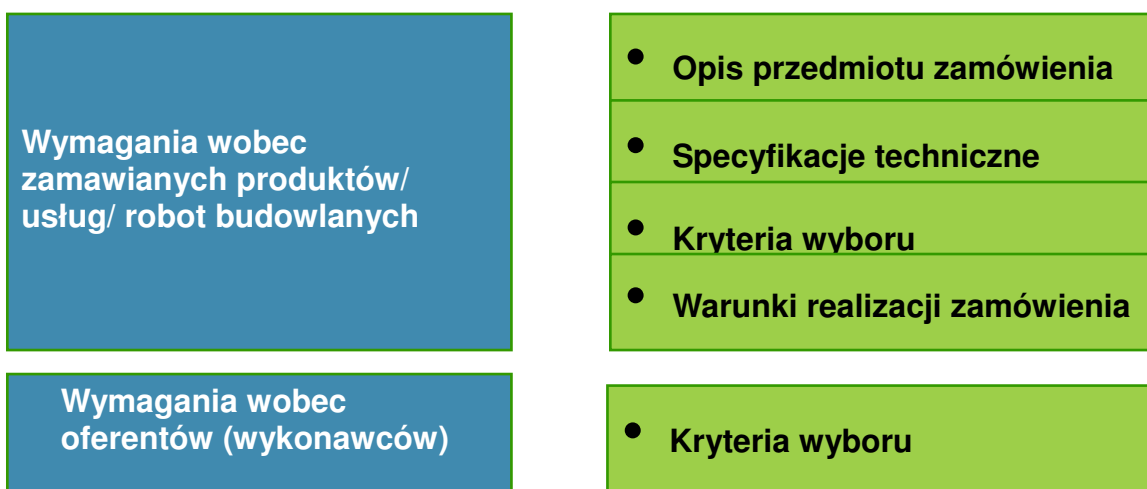 Wymagania wobec
zamawianych produktów/
usług/ robot budowlanych
• Opis przedmiotu zamówienia
• Specyfikacje techniczne
• Kryteria wyboru
• Warunki realizacji zamówienia
Wymagania wobec
oferentów (wykonawców)
• Kryteria wyboru